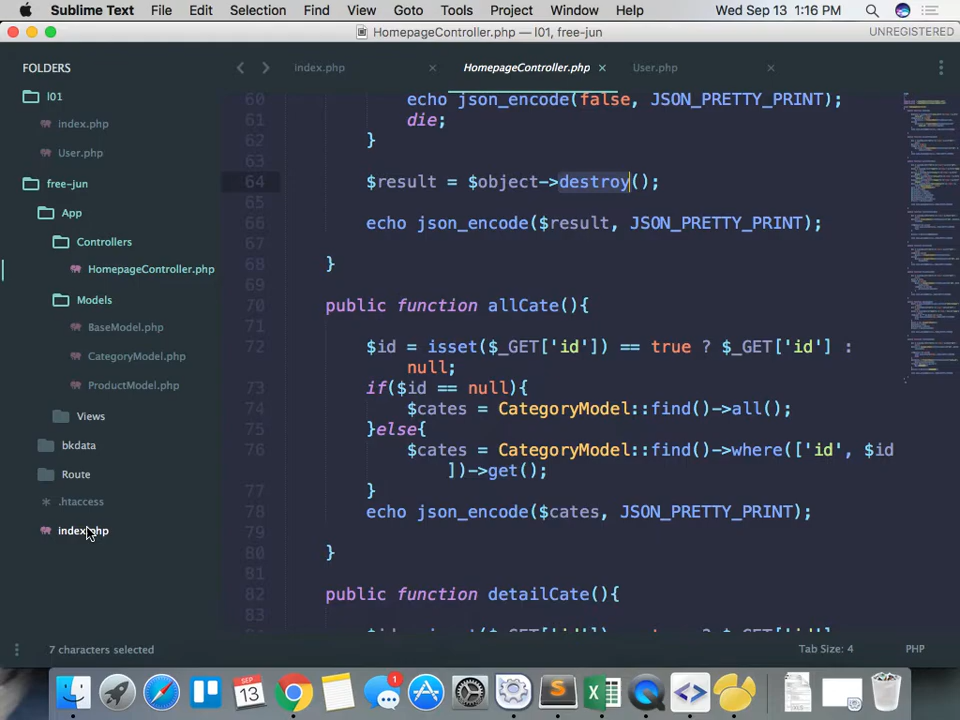 Sublime Text File Edit Selection Find View Goto Tools Project Window Help Wed Sep 13 1:16 PM
HomepageController.php — l01, free-jun UNREGISTERED
FOLDERS
l01
index.php
User.php
free-jun
App
Controllers
HomepageController.php
Models
BaseModel.php
CategoryModel.php
ProductModel.php
Views
bkdata
Route
.htaccess
index.php
index.php × HomepageController.php × User.php ×
60 echo json_encode(false, JSON_PRETTY_PRINT);
61 die;
62 }
63
64 $result = $object->destroy();
65
66 echo json_encode($result, JSON_PRETTY_PRINT);
67
68 }
69
70 public function allCate(){
71
72 $id = isset($_GET['id']) == true ? $_GET['id'] :
null;
73 if($id == null){
74 $cates = CategoryModel::find()->all();
75 }else{
76 $cates = CategoryModel::find()->where(['id', $id
])->get();
77 }
78 echo json_encode($cates, JSON_PRETTY_PRINT);
79
80 }
81
82 public function detailCate(){
83
7 characters selected Tab Size: 4 PHP
SEP
13
1